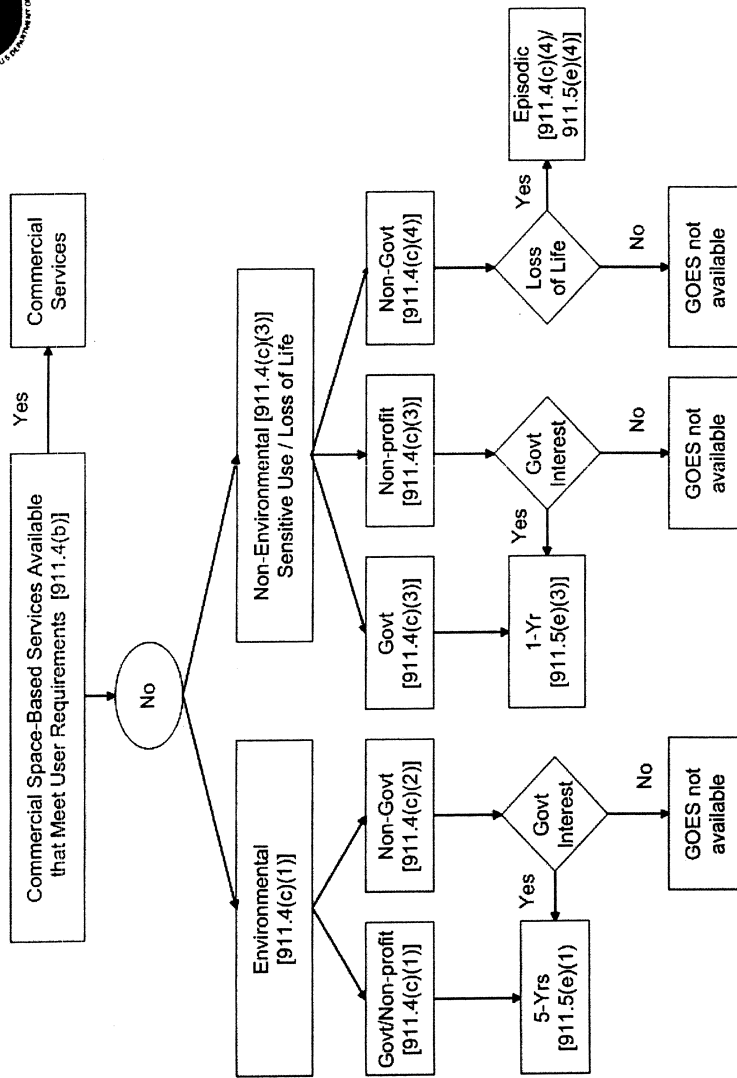 U.S. DEPARTMENT OF
Commercial Space-Based Services Available
that Meet User Requirements [911.4(b)]
Yes
Commercial
Services
No
Environmental
[911.4(c)(1)]
Non-Environmental [911.4(c)(3)]
Sensitive Use / Loss of Life
Govt/Non-profit
[911.4(c)(1)]
Non-Govt
[911.4(c)(2)]
Govt
[911.4(c)(3)]
Non-profit
[911.4(c)(3)]
Non-Govt
[911.4(c)(4)]
5-Yrs
[911.5(e)(1)
Yes
Govt
Interest
No
GOES not
available
1-Yr
[911.5(e)(3)]
Yes
Govt
Interest
No
GOES not
available
Loss
of Life
Yes
Episodic
[911.4(c)(4)/
911.5(e)(4)]
No
GOES not
available